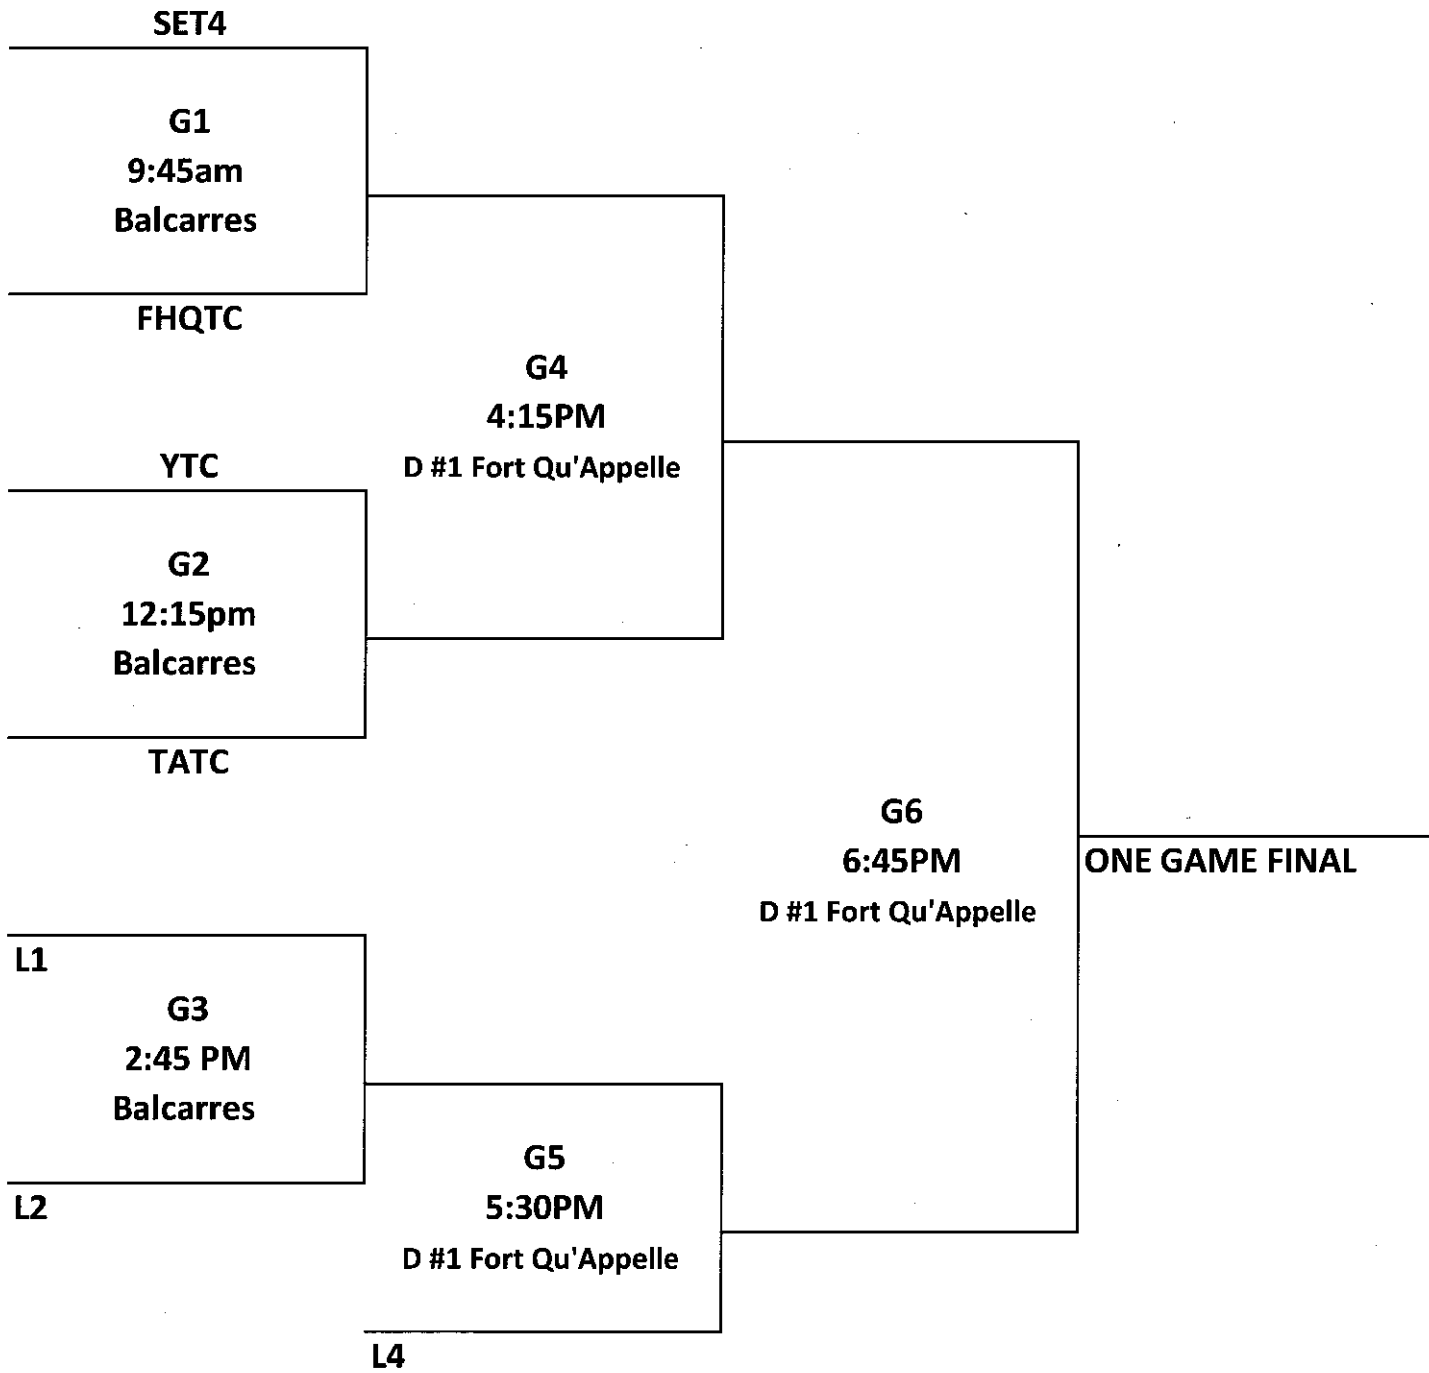 SET4
G1
9:45am
Balcarres
FHQTC
G4
4:15PM
D #1 Fort Qu'Appelle
YTC
G2
12:15pm
Balcarres
TATC
G6
6:45PM
D #1 Fort Qu'Appelle
ONE GAME FINAL
L1
G3
2:45 PM
Balcarres
L2
G5
5:30PM
D #1 Fort Qu'Appelle
L4